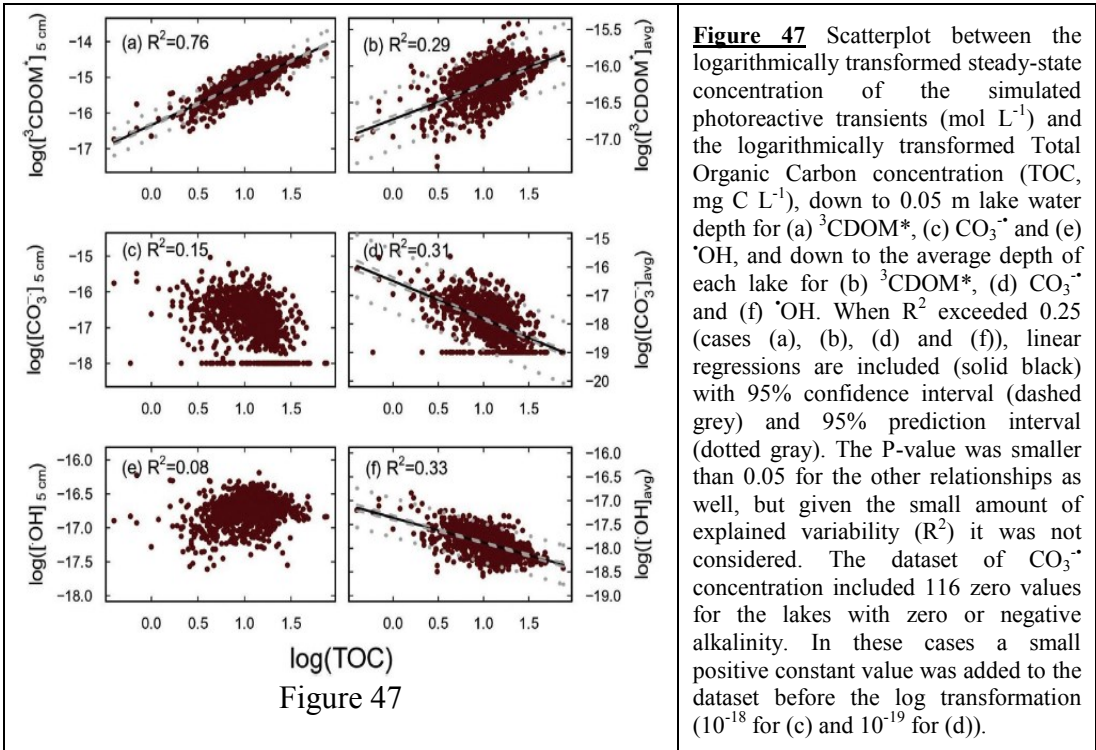 (a) R²=0.76
(b) R²=0.29
log([³CDOM*] 5 cm)
-14
-15
-16
-17
-15.5
-16.0
-16.5
-17.0
log([³CDOM*]avg)
0.0 0.5 1.0 1.5
0.0 0.5 1.0 1.5
(c) R²=0.15
(d) R²=0.31
log([CO₃⁻] 5 cm)
-15
-16
-17
-18
-15
-16
-17
-18
-19
-20
log([CO₃⁻]avg)
0.0 0.5 1.0 1.5
0.0 0.5 1.0 1.5
(e) R²=0.08
(f) R²=0.33
log([·OH] 5 cm)
-16.0
-16.5
-17.0
-17.5
-18.0
-16.0
-16.5
-17.0
-17.5
-18.0
-18.5
-19.0
log([·OH]avg)
0.0 0.5 1.0 1.5
0.0 0.5 1.0 1.5
log(TOC)
Figure 47
Figure 47 Scatterplot between the
logarithmically transformed steady-state
concentration of the simulated
photoreactive transients (mol L⁻¹) and
the logarithmically transformed Total
Organic Carbon concentration (TOC,
mg C L⁻¹), down to 0.05 m lake water
depth for (a) ³CDOM*, (c) CO₃⁻• and (e)
•OH, and down to the average depth of
each lake for (b) ³CDOM*, (d) CO₃⁻•
and (f) •OH. When R² exceeded 0.25
(cases (a), (b), (d) and (f)), linear
regressions are included (solid black)
with 95% confidence interval (dashed
grey) and 95% prediction interval
(dotted gray). The P-value was smaller
than 0.05 for the other relationships as
well, but given the small amount of
explained variability (R²) it was not
considered. The dataset of CO₃⁻•
concentration included 116 zero values
for the lakes with zero or negative
alkalinity. In these cases a small
positive constant value was added to the
dataset before the log transformation
(10⁻¹⁸ for (c) and 10⁻¹⁹ for (d)).